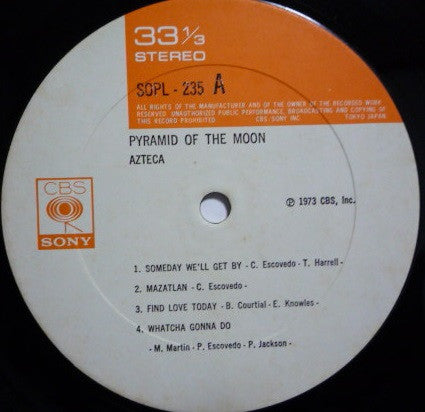 33 1/3
STEREO
SOPL - 235 A
ALL RIGHTS OF THE MANUFACTURER AND OF THE OWNER OF THE RECORDED WORK
RESERVED UNAUTHORIZED PUBLIC PERFORMANCE, BROADCASTING AND COPYING OF
THIS RECORD PROHIBITED CBS/SONY INC TOKYO JAPAN
PYRAMID OF THE MOON
AZTECA
CBS
SONY
℗ 1973 CBS, Inc.
1. SOMEDAY WE'LL GET BY - C. Escovedo - T. Harrell -
2. MAZATLAN - C. Escovedo -
3. FIND LOVE TODAY - B. Courtial - E. Knowles -
4. WHATCHA GONNA DO
- M. Martin - P. Escovedo - P. Jackson -